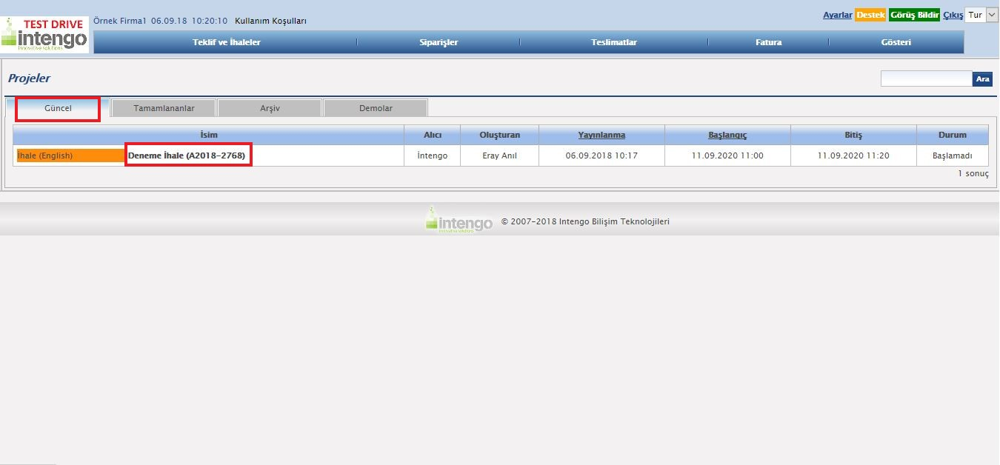 TEST DRIVE
intengo
innovative solutions
Örnek Firma1 06.09.18 10:20:10 Kullanım Koşulları
Ayarlar Destek Görüş Bildir Çıkış Tur
Teklif ve İhaleler Siparişler Teslimatlar Fatura Gösteri
Projeler
Ara
Güncel Tamamlananlar Arşiv Demolar
İsim Alıcı Oluşturan Yayınlanma Başlangıç Bitiş Durum
İhale (English) Deneme İhale (A2018-2768) İntengo Eray Anıl 06.09.2018 10:17 11.09.2020 11:00 11.09.2020 11:20 Başlamadı
1 sonuç
intengo
innovative solutions
© 2007-2018 Intengo Bilişim Teknolojileri